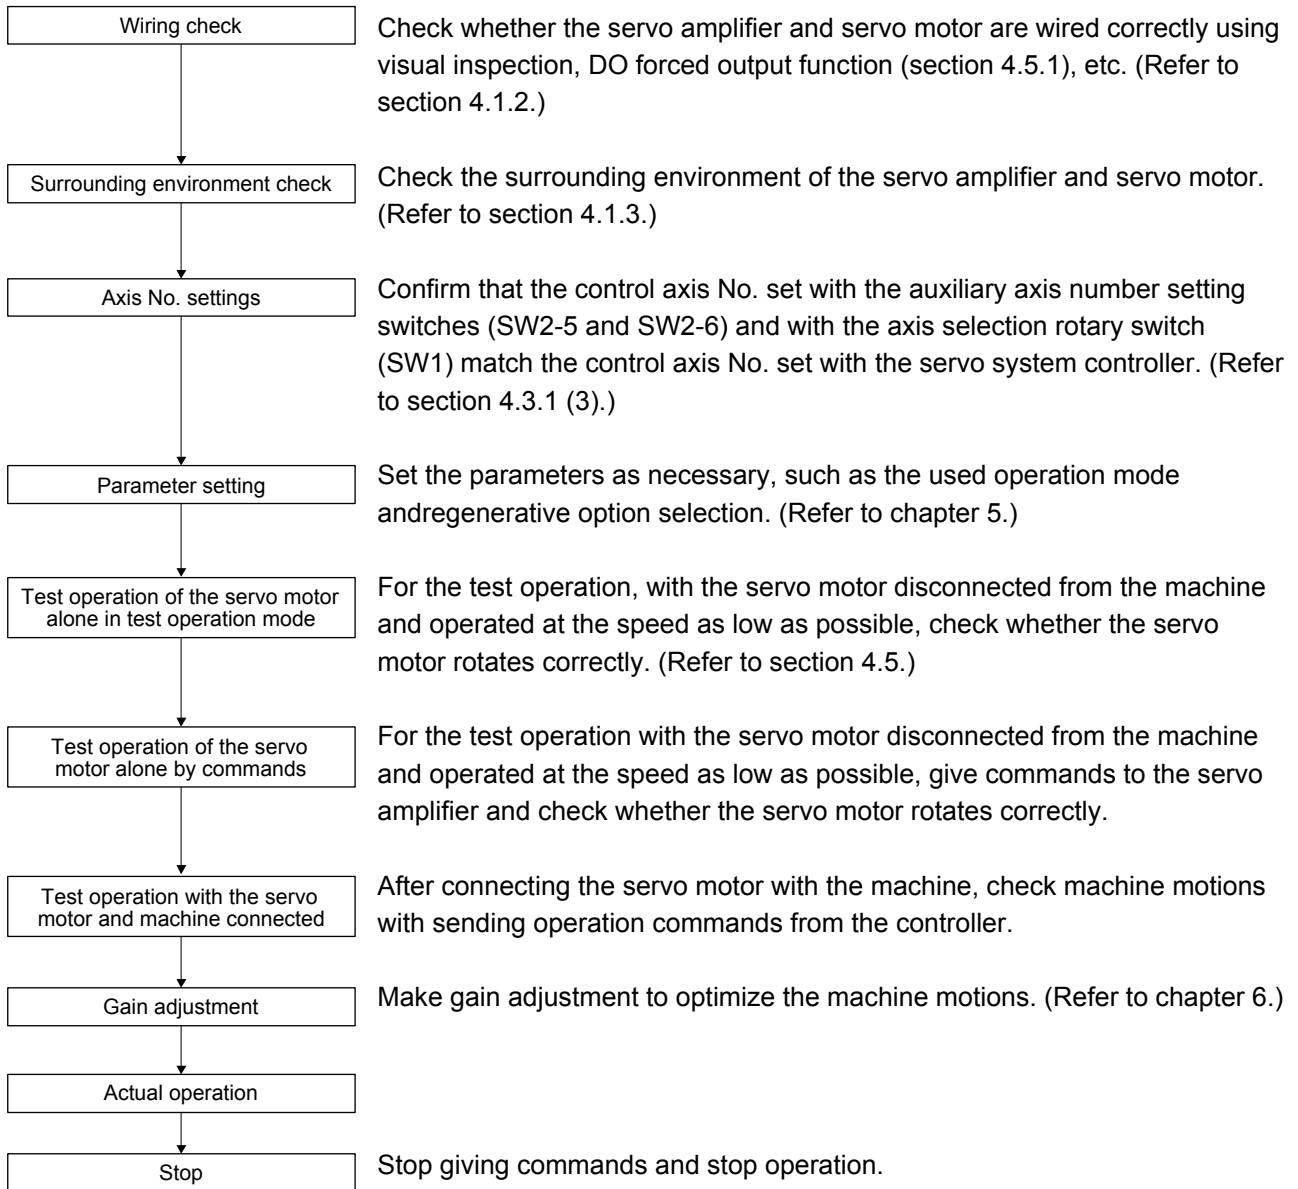 Wiring check
Check whether the servo amplifier and servo motor are wired correctly using
visual inspection, DO forced output function (section 4.5.1), etc. (Refer to
section 4.1.2.)
Surrounding environment check
Check the surrounding environment of the servo amplifier and servo motor.
(Refer to section 4.1.3.)
Axis No. settings
Confirm that the control axis No. set with the auxiliary axis number setting
switches (SW2-5 and SW2-6) and with the axis selection rotary switch
(SW1) match the control axis No. set with the servo system controller. (Refer
to section 4.3.1 (3).)
Parameter setting
Set the parameters as necessary, such as the used operation mode
andregenerative option selection. (Refer to chapter 5.)
Test operation of the servo motor
alone in test operation mode
For the test operation, with the servo motor disconnected from the machine
and operated at the speed as low as possible, check whether the servo
motor rotates correctly. (Refer to section 4.5.)
Test operation of the servo
motor alone by commands
For the test operation with the servo motor disconnected from the machine
and operated at the speed as low as possible, give commands to the servo
amplifier and check whether the servo motor rotates correctly.
Test operation with the servo
motor and machine connected
After connecting the servo motor with the machine, check machine motions
with sending operation commands from the controller.
Gain adjustment
Make gain adjustment to optimize the machine motions. (Refer to chapter 6.)
Actual operation
Stop
Stop giving commands and stop operation.